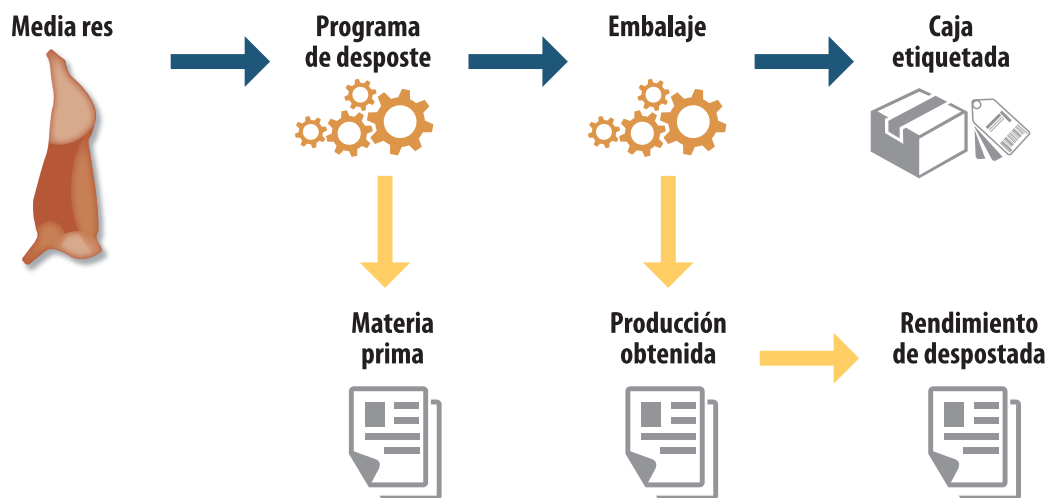 Media res
Programa
de desposte
Embalaje
Caja
etiquetada
Materia
prima
Producción
obtenida
Rendimiento
de despostada